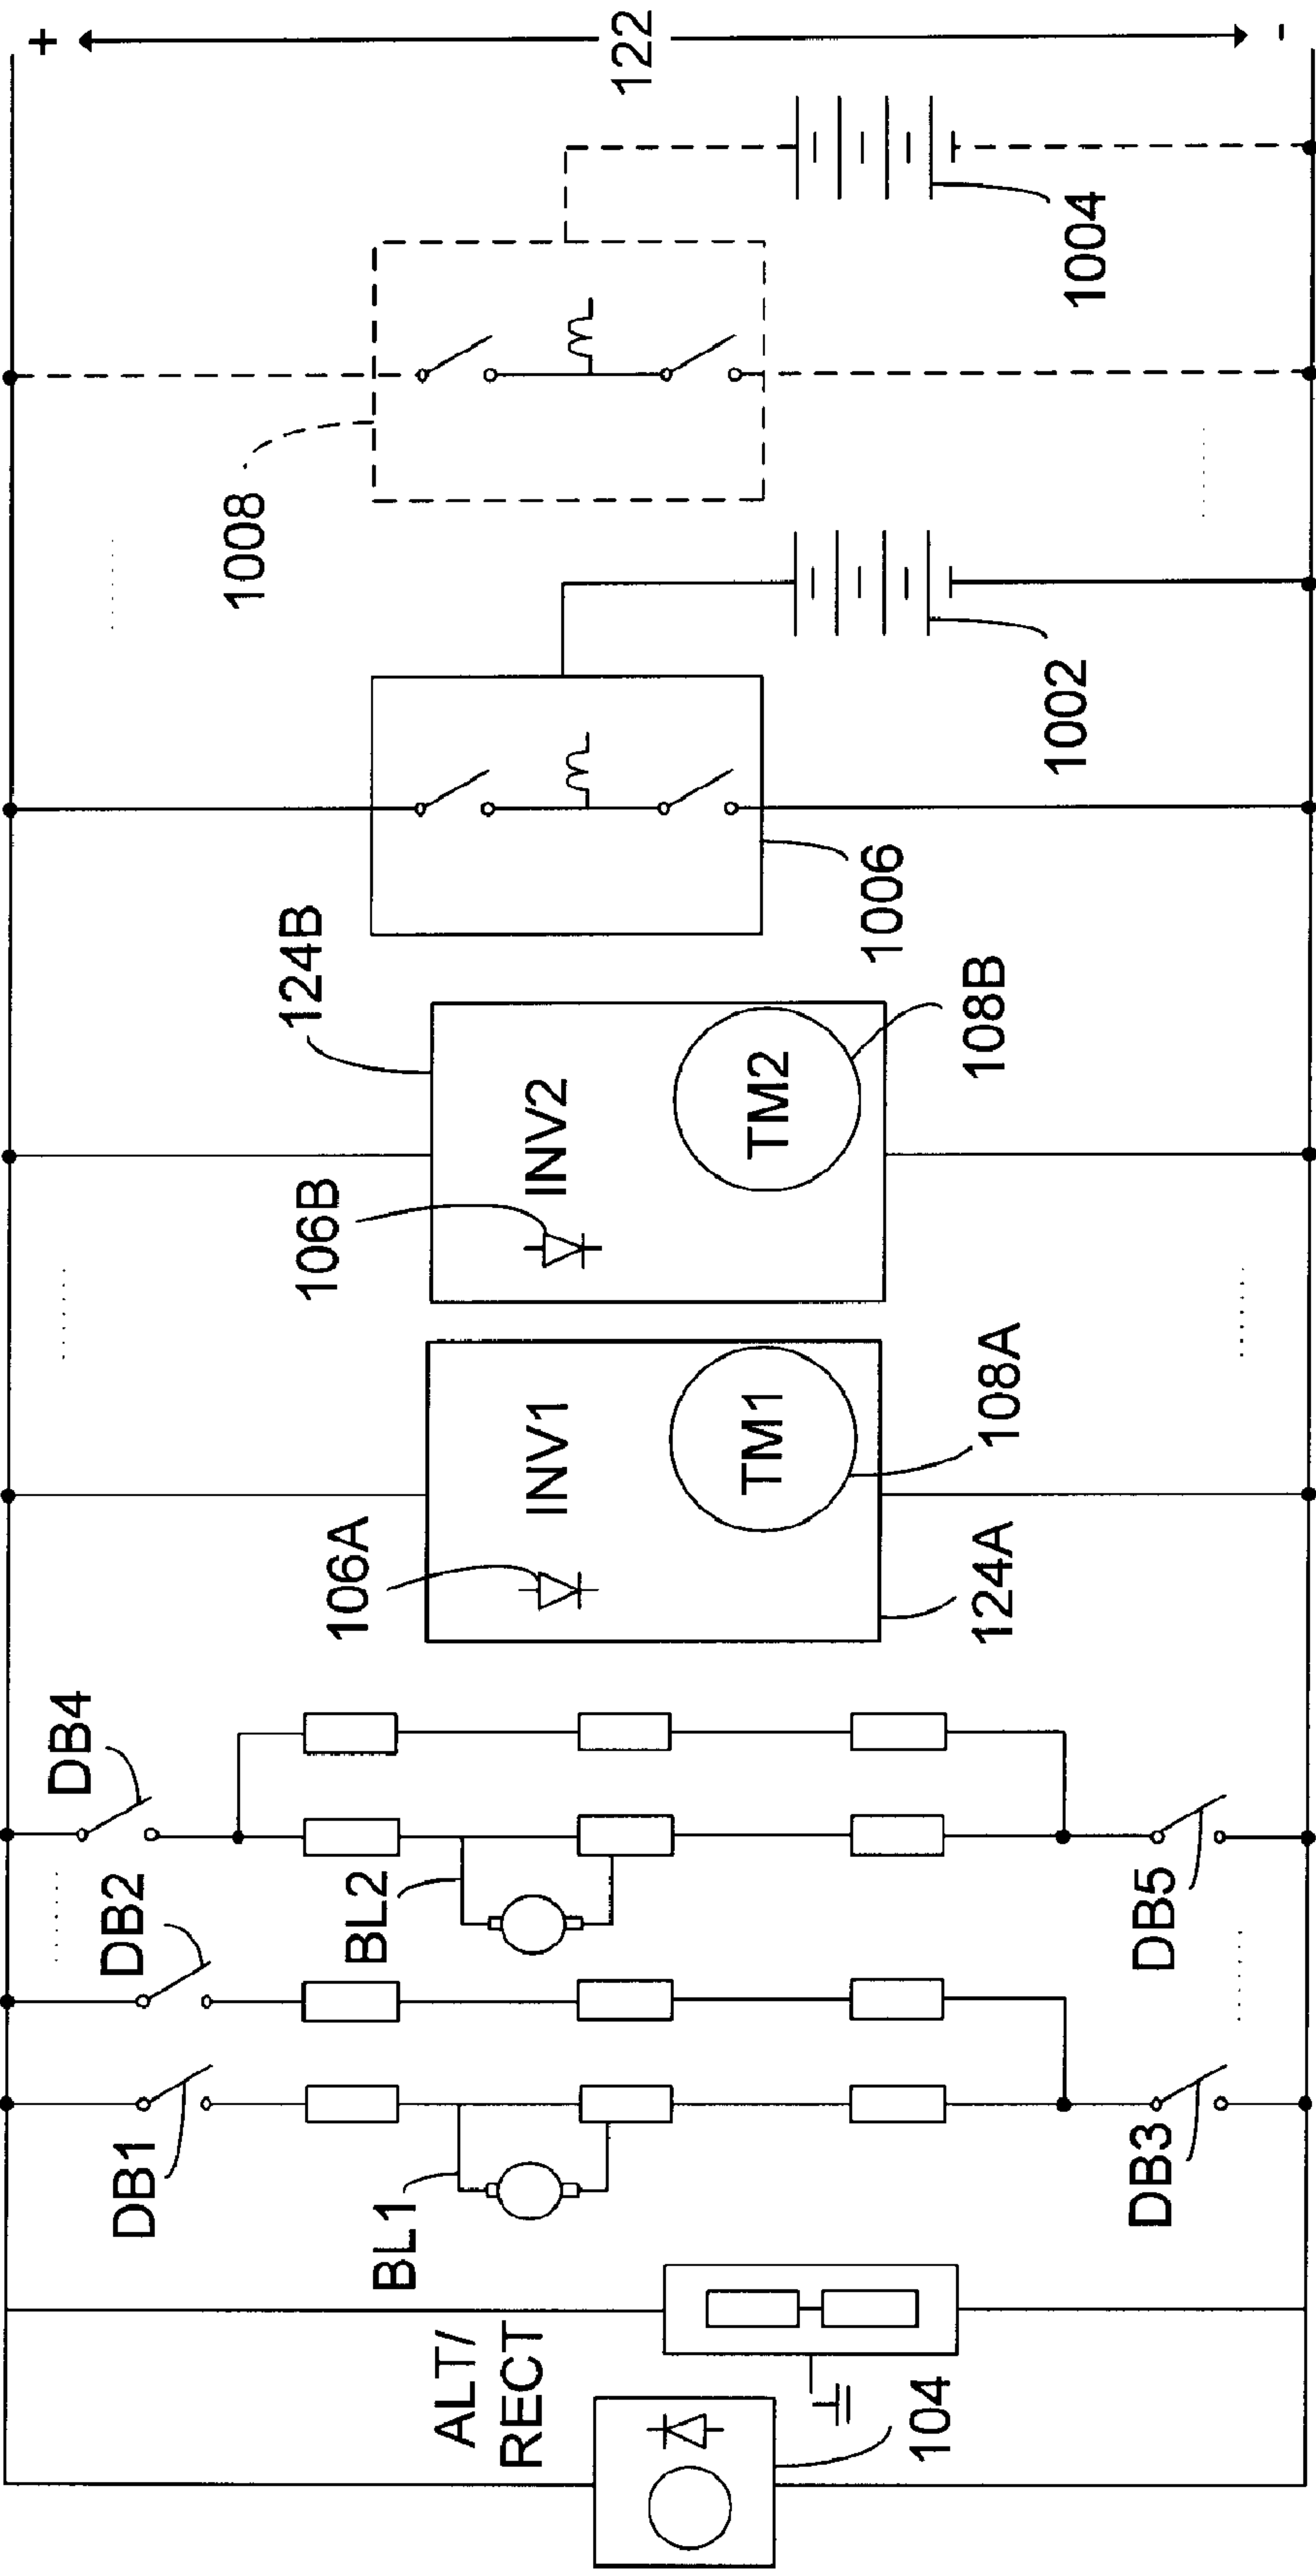 +
122
-
1008
1004
1002
1006
124B
106B
INV2
TM2
108B
106A
INV1
TM1
108A
124A
DB4
DB2
DB1
BL2
BL1
DB5
DB3
ALT/
RECT
104